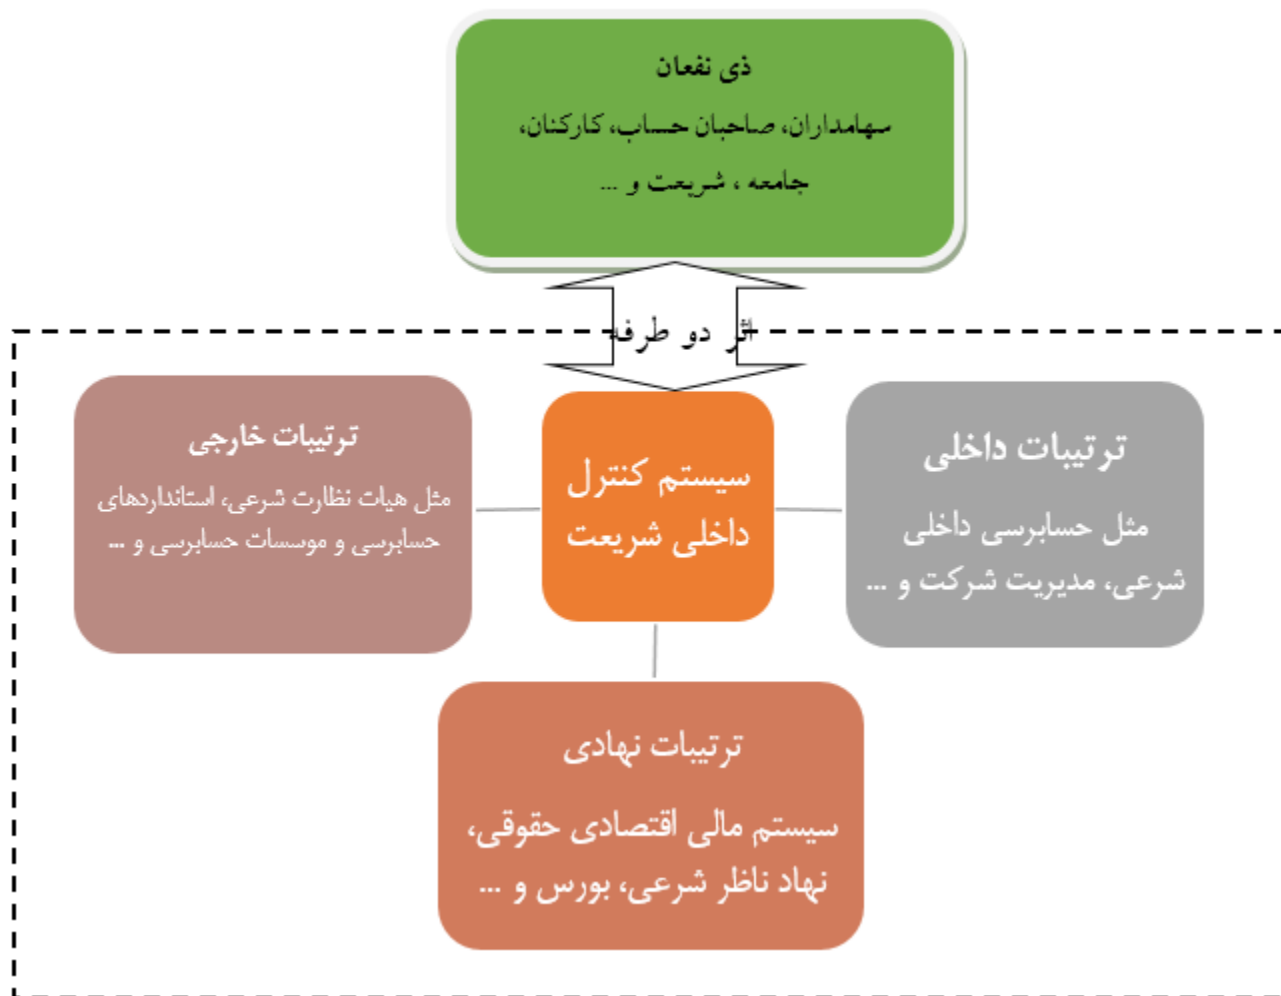 ذی نفعان
سهامداران، صاحبان حساب، کارکنان،
جامعه ، شریعت و ...
اثر دو طرفه
ترتیبات داخلی
مثل حسابرسی داخلی
شرعی، مدیریت شرکت و ...
سیستم کنترل
داخلی شریعت
ترتیبات خارجی
مثل هیات نظارت شرعی، استانداردهای
حسابرسی و موسسات حسابرسی و ...
ترتیبات نهادی
سیستم مالی اقتصادی حقوقی،
نهاد ناظر شرعی، بورس و ...